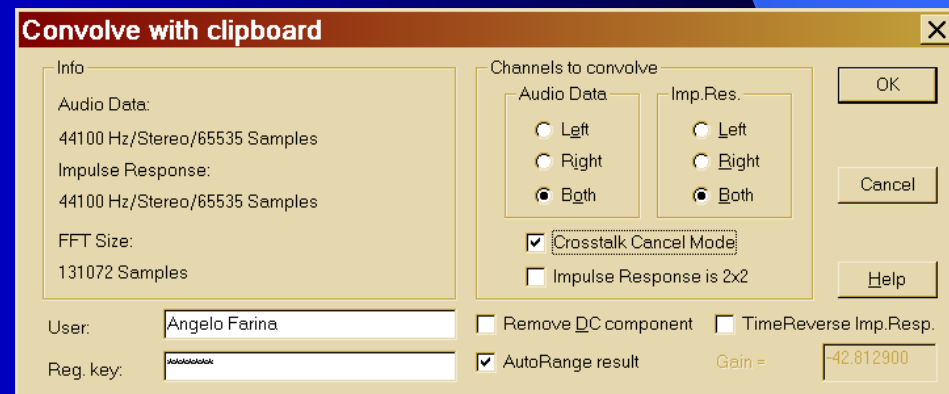 Convolve with clipboard
Info
Audio Data:
44100 Hz/Stereo/65535 Samples
Impulse Response:
44100 Hz/Stereo/65535 Samples
FFT Size:
131072 Samples
Channels to convolve
Audio Data
Left
Right
Both
Imp.Res.
Left
Right
Both
Crosstalk Cancel Mode
Impulse Response is 2x2
OK
Cancel
Help
User:
Angelo Farina
Reg. key:
********
Remove DC component
TimeReverse Imp.Resp.
AutoRange result
Gain =
-42.812900